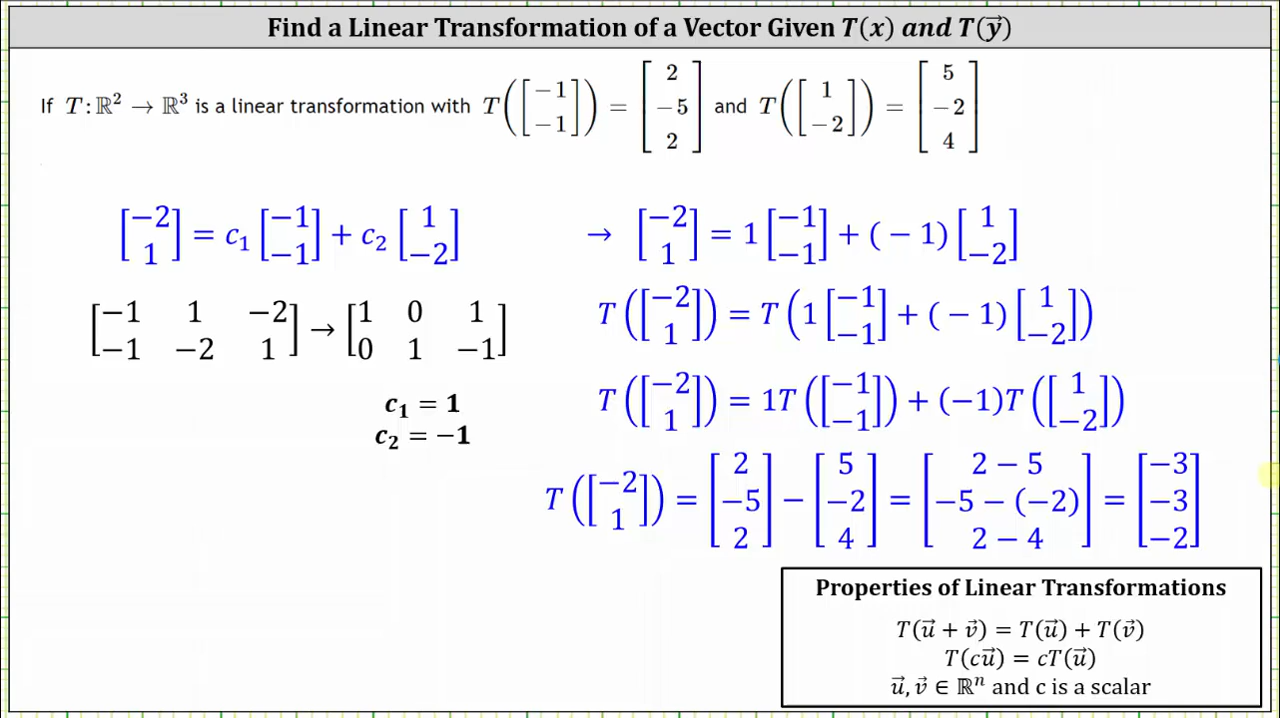 Find a Linear Transformation of a Vector Given T(x) and T(y⃗)
If T: ℝ² → ℝ³ is a linear transformation with T([−1; −1]) = [2; −5; 2] and T([1; −2]) = [5; −2; 4]
[−2; 1] = c₁ [−1; −1] + c₂ [1; −2]
→ [−2; 1] = 1 [−1; −1] + (−1) [1; −2]
[−1 1 −2; −1 −2 1] → [1 0 1; 0 1 −1]
T([−2; 1]) = T(1 [−1; −1] + (−1) [1; −2])
c₁ = 1
c₂ = −1
T([−2; 1]) = 1T([−1; −1]) + (−1)T([1; −2])
T([−2; 1]) = [2; −5; 2] − [5; −2; 4] = [2 − 5; −5 − (−2); 2 − 4] = [−3; −3; −2]
Properties of Linear Transformations
T(u⃗ + v⃗) = T(u⃗) + T(v⃗)
T(cu⃗) = cT(u⃗)
u⃗, v⃗ ∈ ℝⁿ and c is a scalar